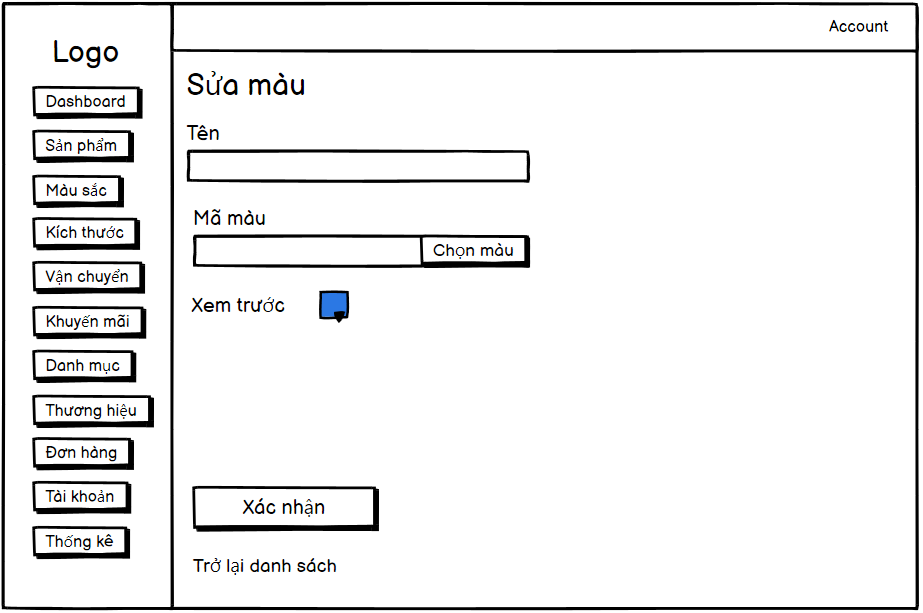 Logo
Dashboard
Sản phẩm
Màu sắc
Kích thước
Vận chuyển
Khuyến mãi
Danh mục
Thương hiệu
Đơn hàng
Tài khoản
Thống kê
Account
Sửa màu
Tên
Mã màu
Chọn màu
Xem trước
Xác nhận
Trở lại danh sách